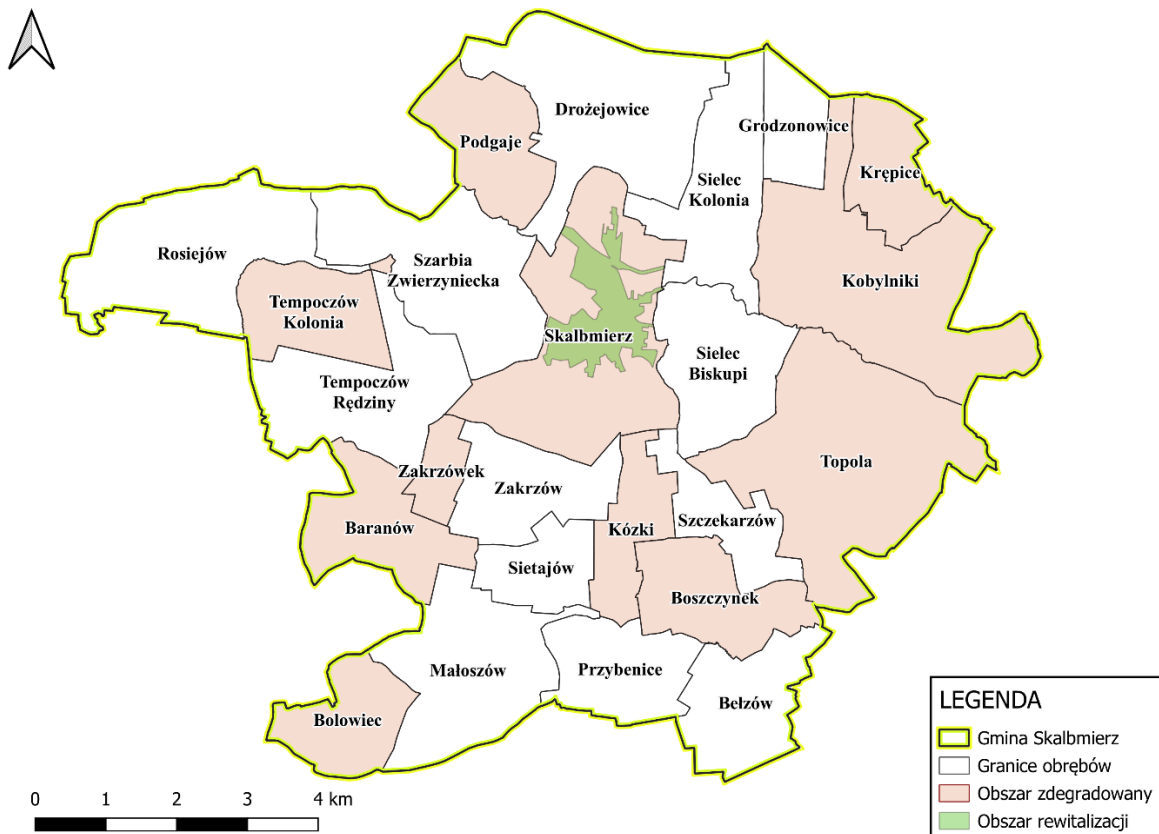 Drożejowice
Grodzonowice
Podgaje
Krępice
Sielec
Kolonia
Rosiejów
Szarbia
Zwierzyniecka
Kobylniki
Tempoczów
Kolonia
Skalbmierz
Sielec
Biskupi
Tempoczów
Rędziny
Topola
Zakrzówek
Zakrzów
Szczekarzów
Baranów
Kózki
Sietajów
Boszczynek
Małoszów
Przybenice
Bełzów
Bolowiec
LEGENDA
Gmina Skalbmierz
Granice obrębów
Obszar zdegradowany
Obszar rewitalizacji
0 1 2 3 4 km